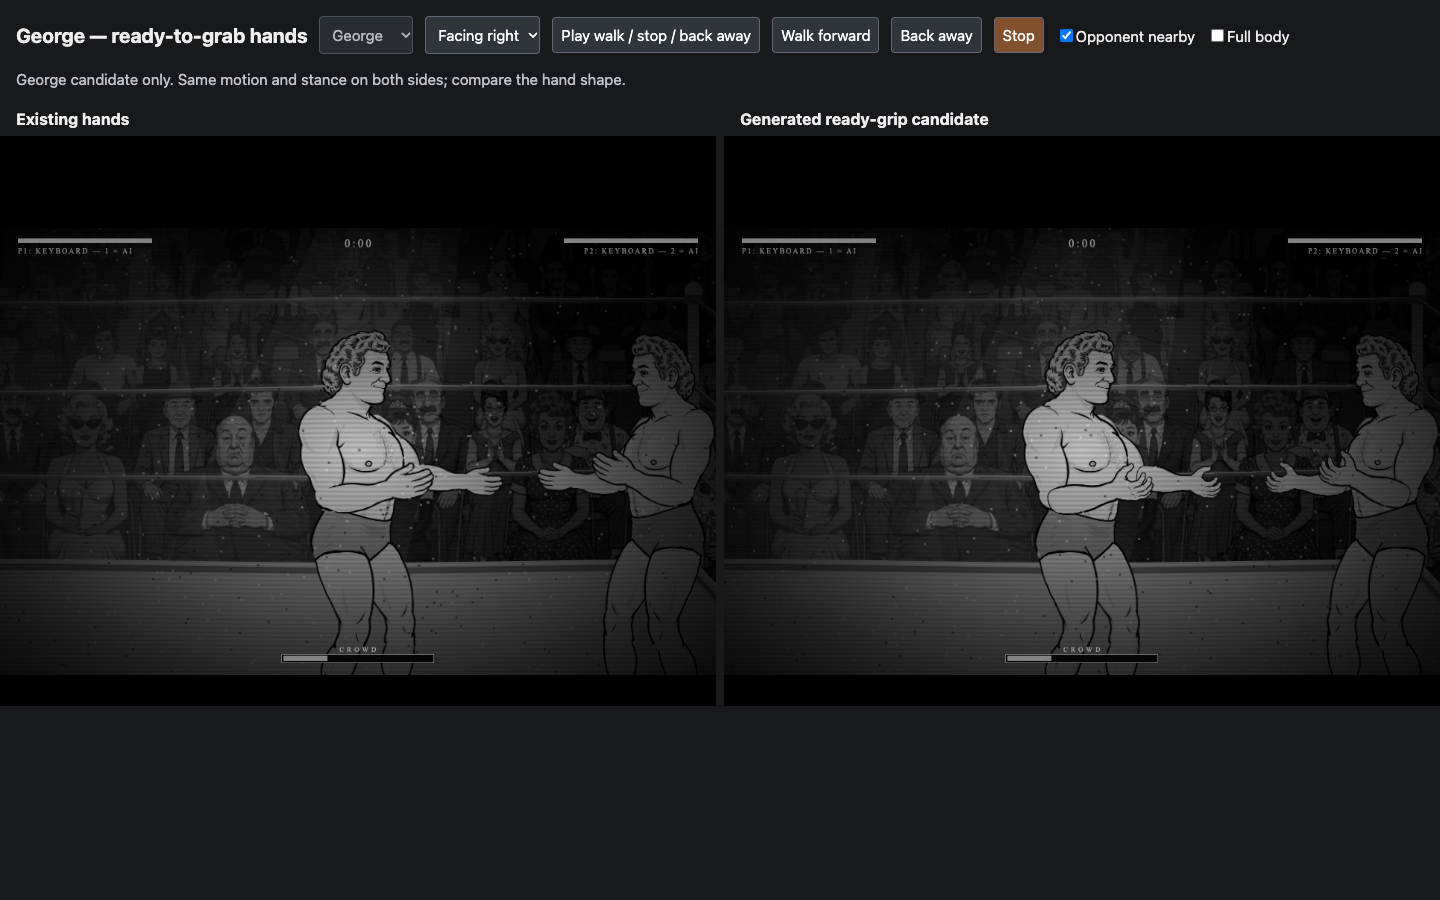 George — ready-to-grab hands George Facing right Play walk / stop / back away Walk forward Back away Stop Opponent nearby Full body
George candidate only. Same motion and stance on both sides; compare the hand shape.
Existing hands
Generated ready-grip candidate
P1: KEYBOARD — 1 = AI
0:00
P2: KEYBOARD — 2 = AI
CROWD
P1: KEYBOARD — 1 = AI
0:00
P2: KEYBOARD — 2 = AI
CROWD